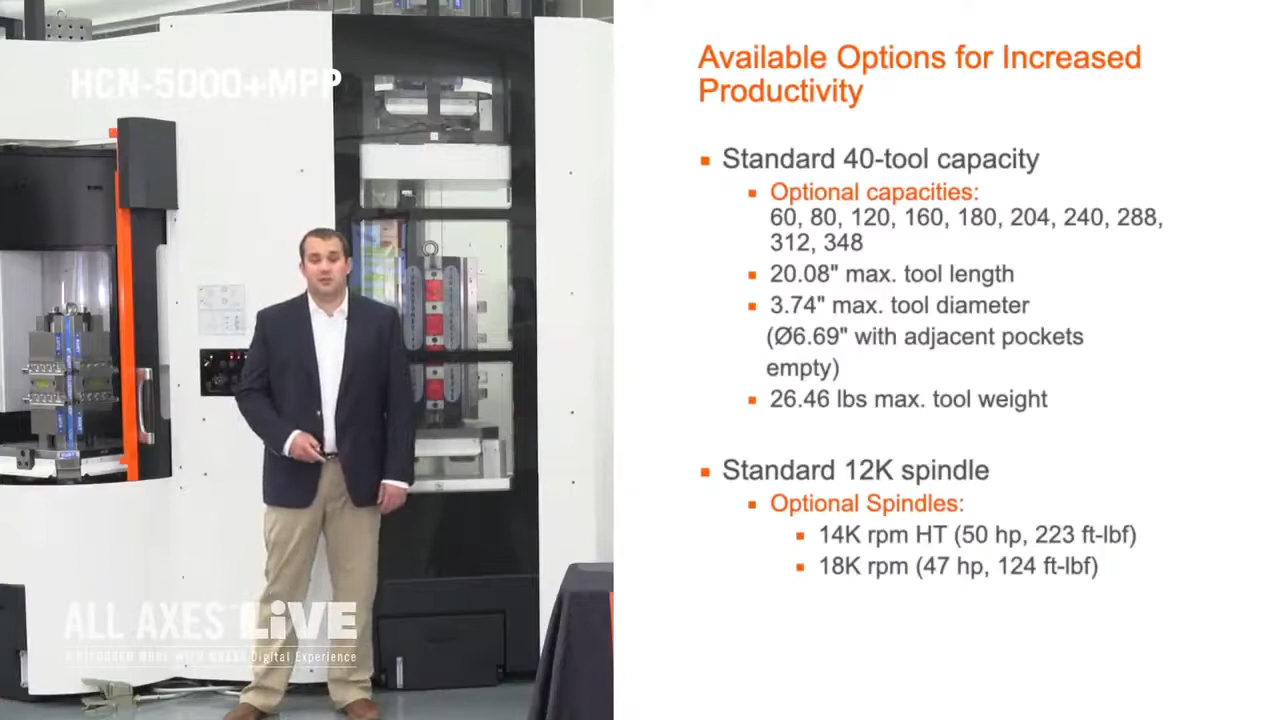 HCN-5000+MPP
ALL AXES LiVE
Digital Experience
Available Options for Increased
Productivity
Standard 40-tool capacity
Optional capacities:
60, 80, 120, 160, 180, 204, 240, 288,
312, 348
20.08" max. tool length
3.74" max. tool diameter
(Ø6.69" with adjacent pockets
empty)
26.46 lbs max. tool weight
Standard 12K spindle
Optional Spindles:
14K rpm HT (50 hp, 223 ft-lbf)
18K rpm (47 hp, 124 ft-lbf)